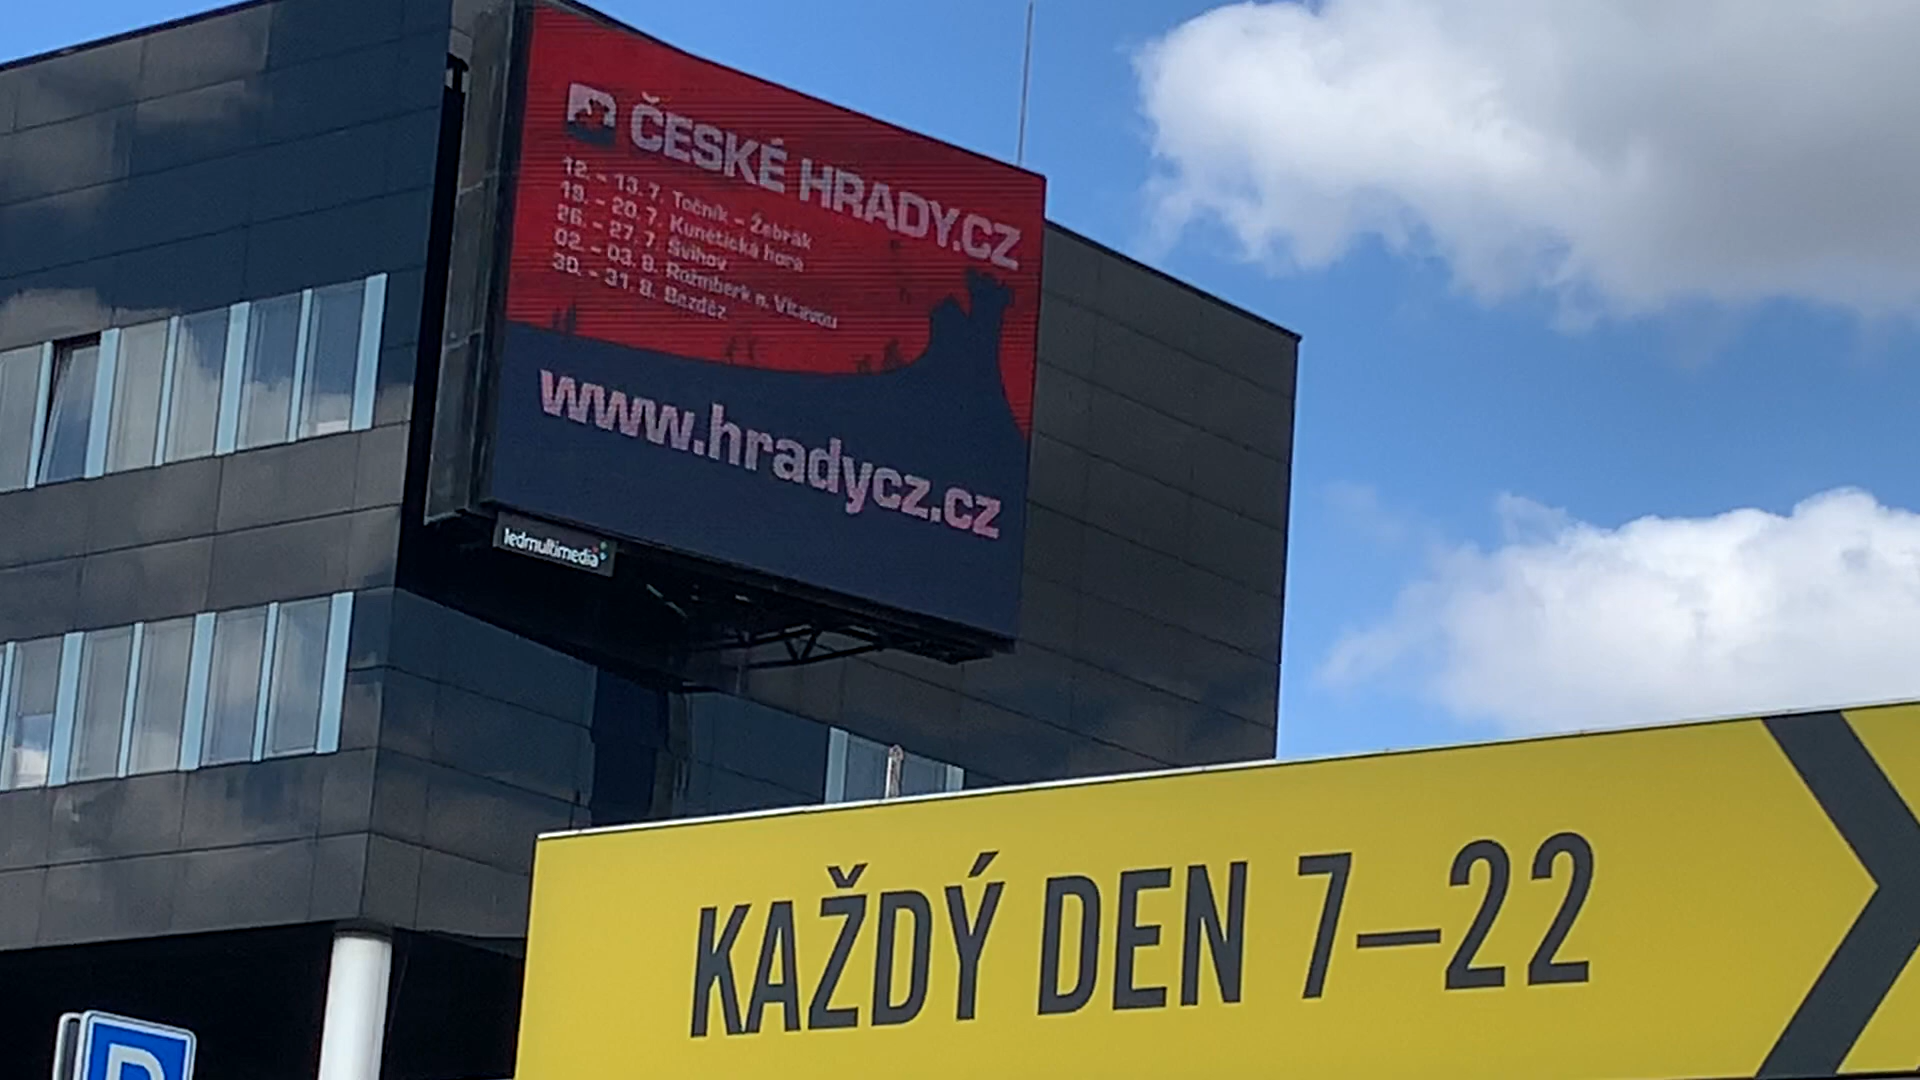 ČESKÉ HRADY.CZ
12. - 13. 7. Točník - Žebrák
19. - 20. 7. Kunětická hora
26. - 27. 7. Švihov
02. - 03. 8. Rožmberk n. Vltavou
30. - 31. 8. Bezděz
www.hradycz.cz
ledmultimedia
KAŽDÝ DEN 7–22
P